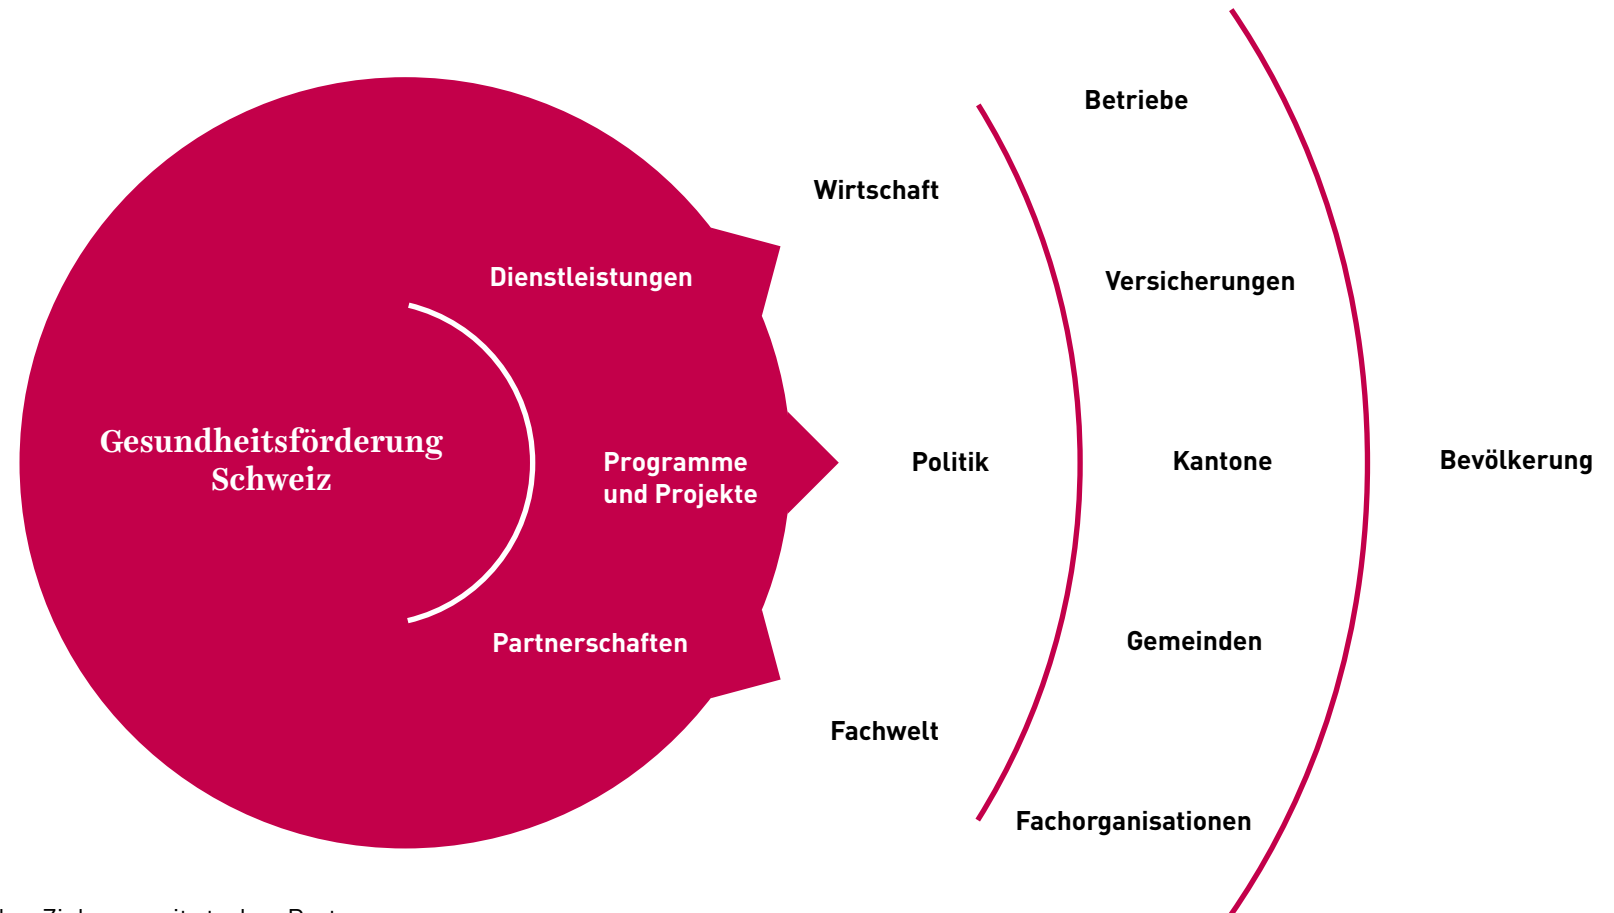 Betriebe
Wirtschaft
Dienstleistungen
Versicherungen
Gesundheitsförderung
Schweiz
Programme
und Projekte
Politik
Kantone
Bevölkerung
Partnerschaften
Gemeinden
Fachwelt
Fachorganisationen